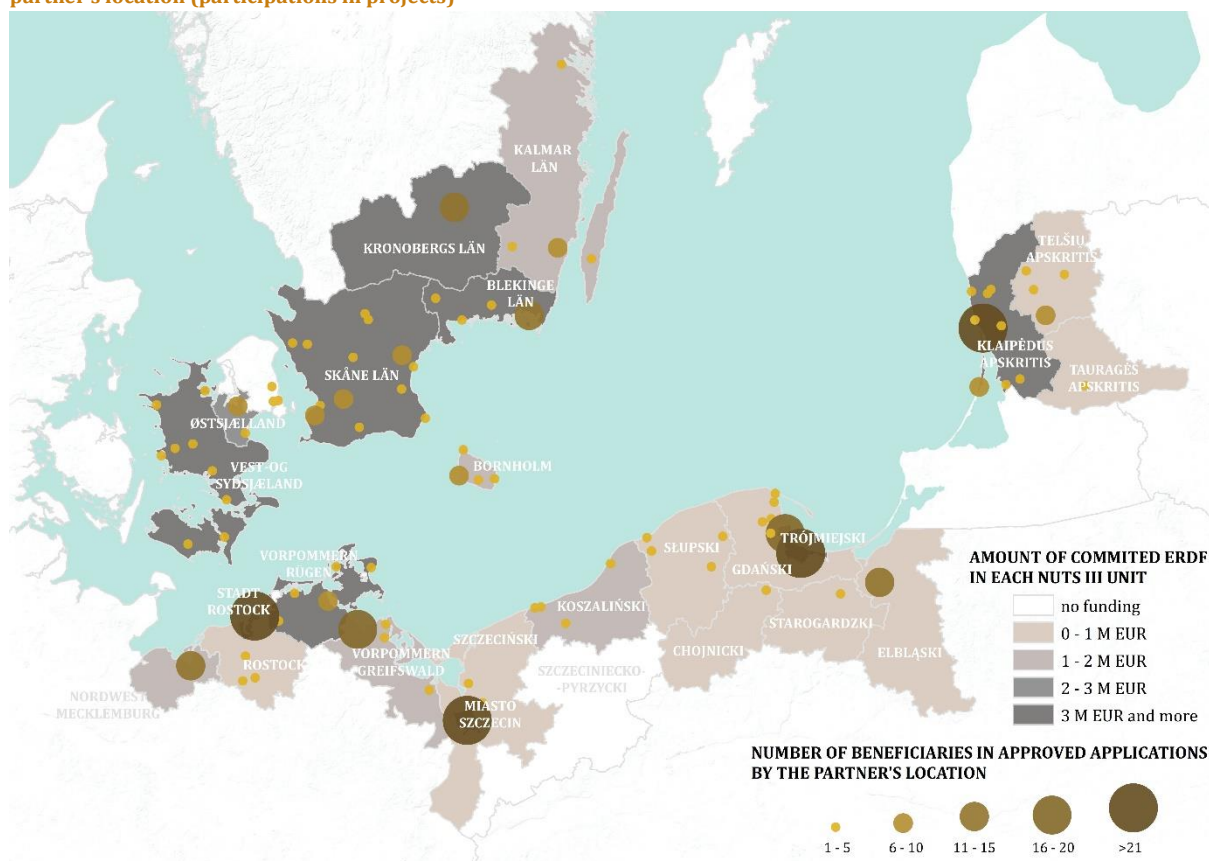 partner's location (participations in projects)
KALMAR
LÄN
KRONOBERGS LÄN
BLEKINGE
LÄN
SKÅNE LÄN
TELŠIŲ
APSKRITIS
KLAIPĖDOS
APSKRITIS
TAURAGĖS
APSKRITIS
ØSTSJÆLLAND
VEST-OG
SYDSJÆLAND
BORNHOLM
VORPOMMERN
RÜGEN
STADT
ROSTOCK
ROSTOCK
VORPOMMERN
GREIFSWALD
NORDWEST
MECKLEMBURG
SZCZECIŃSKI
MIASTO
SZCZECIN
KOSZALIŃSKI
SZCZECINIECKO-
-PYRZYCKI
SŁUPSKI
CHOJNICKI
TRÓJMIEJSKI
GDAŃSKI
STAROGARDZKI
ELBLĄSKI
AMOUNT OF COMMITED ERDF
IN EACH NUTS III UNIT
no funding
0 - 1 M EUR
1 - 2 M EUR
2 - 3 M EUR
3 M EUR and more
NUMBER OF BENEFICIARIES IN APPROVED APPLICATIONS
BY THE PARTNER'S LOCATION
1 - 5
6 - 10
11 - 15
16 - 20
>21